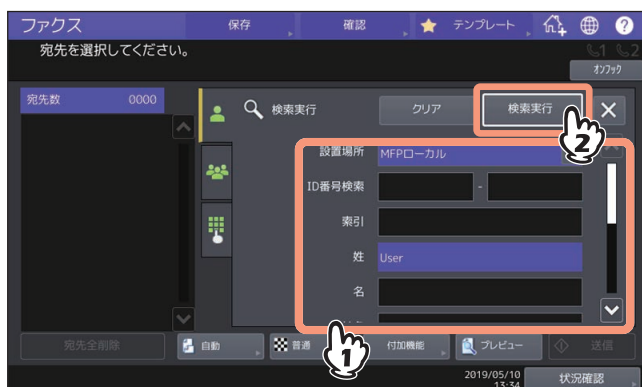 ファクス 保存 確認 テンプレート ?
宛先を選択してください。
1 2
オンフック
宛先数 0000
検索実行 クリア 検索実行
2
設置場所 MFPローカル
ID番号検索 -
索引
姓 User
名
1
宛先全削除 自動 普通 付加機能 プレビュー 送信
2019/05/10
13:34
状況確認